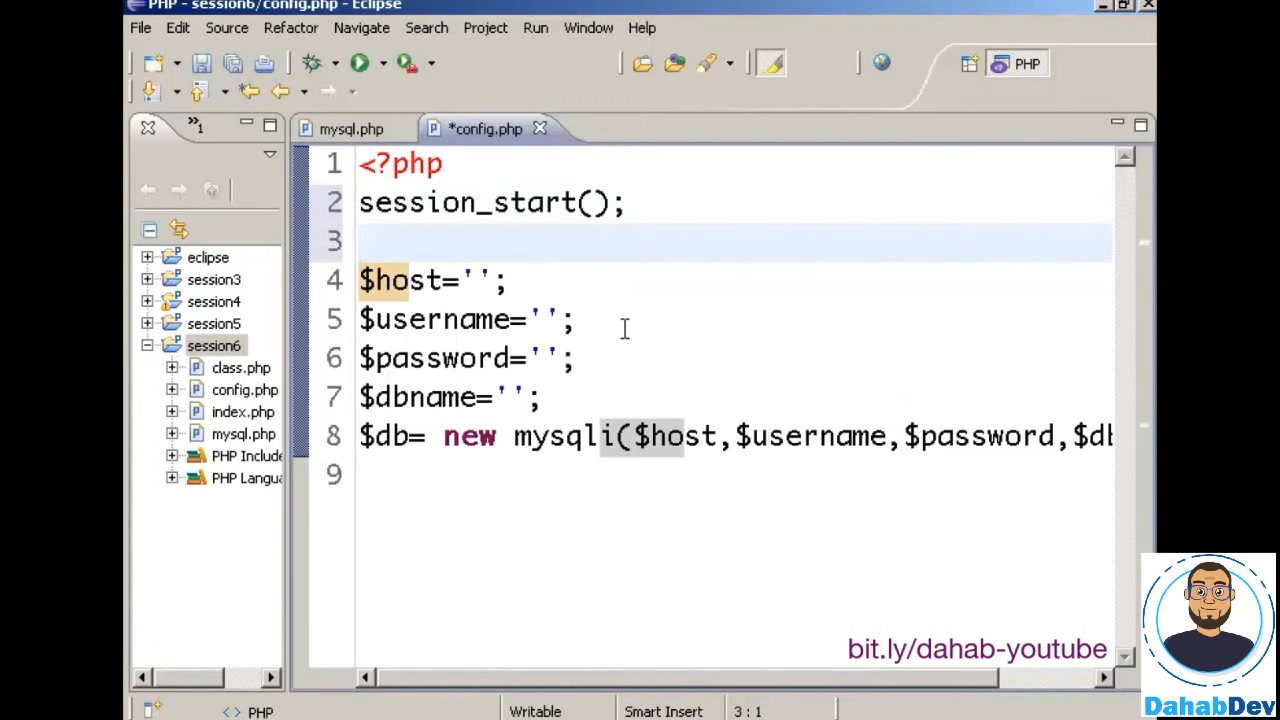 PHP - session6/config.php - Eclipse
File Edit Source Refactor Navigate Search Project Run Window Help
PHP
»1
mysql.php
*config.php
1 <?php
2 session_start();
3
4 $host='';
5 $username='';
6 $password='';
7 $dbname='';
8 $db= new mysqli($host,$username,$password,$db
9
eclipse
session3
session4
session5
session6
class.php
config.php
index.php
mysql.php
PHP Include
PHP Langua
bit.ly/dahab-youtube
DahabDev
<> PHP
Writable
Smart Insert
3 : 1